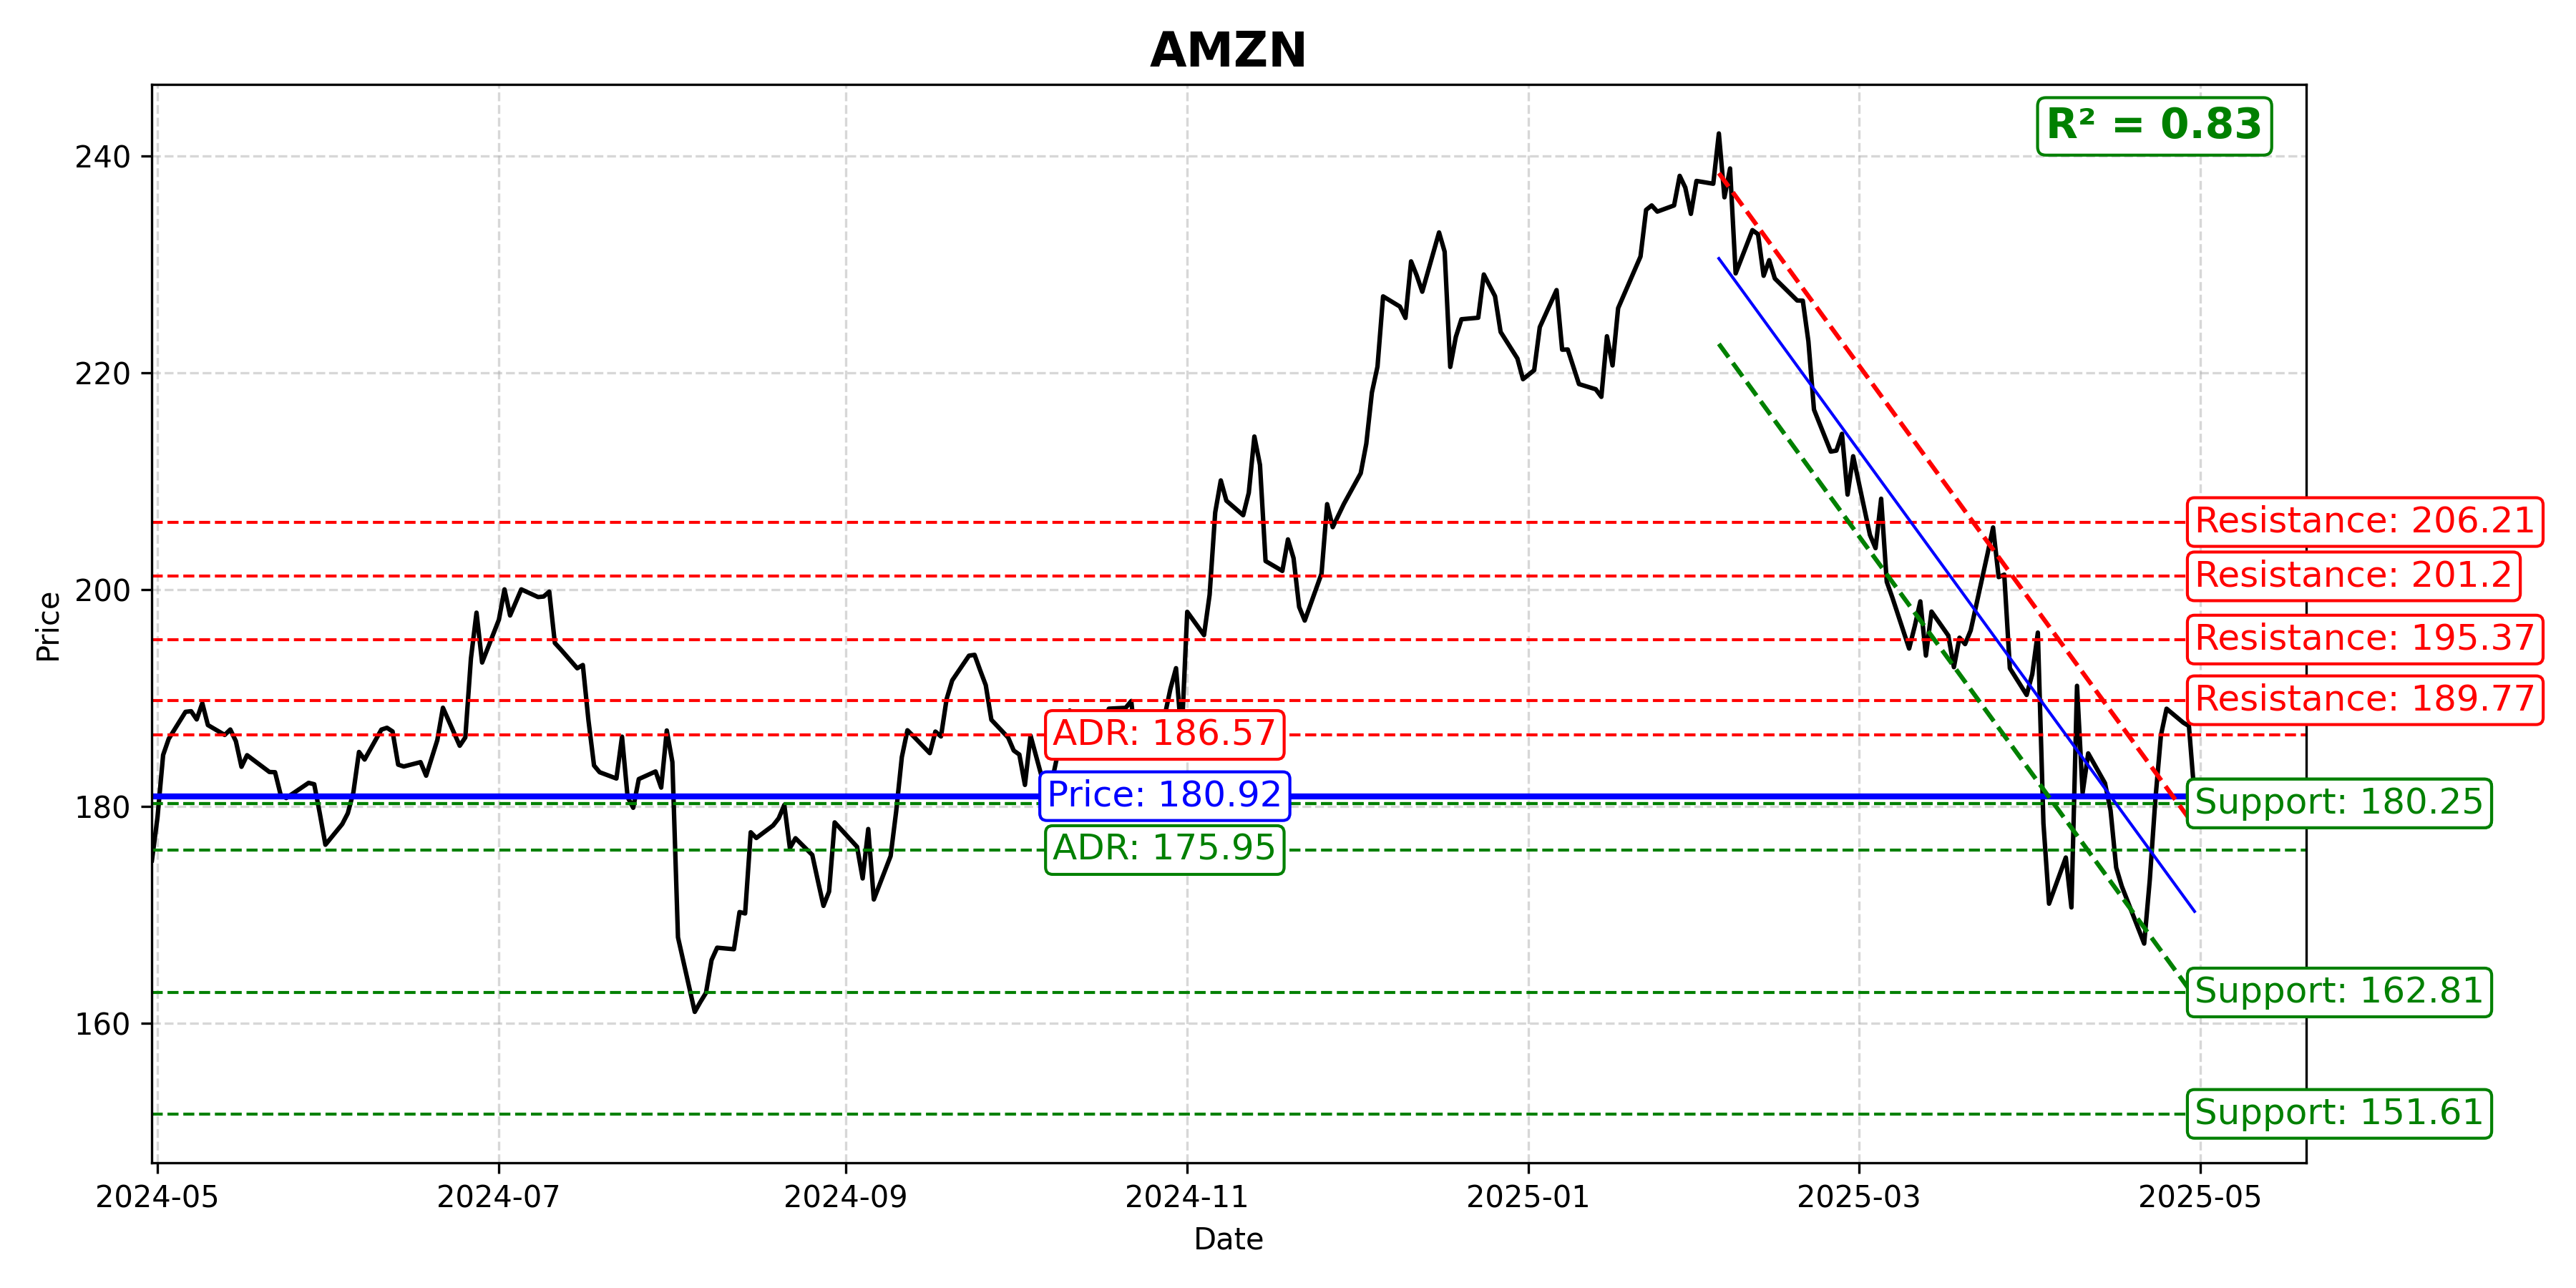 AMZN
R² = 0.83
240
220
200
180
160
Price
Resistance: 206.21
Resistance: 201.2
Resistance: 195.37
Resistance: 189.77
ADR: 186.57
Price: 180.92
Support: 180.25
ADR: 175.95
Support: 162.81
Support: 151.61
2024-05
2024-07
2024-09
2024-11
2025-01
2025-03
2025-05
Date